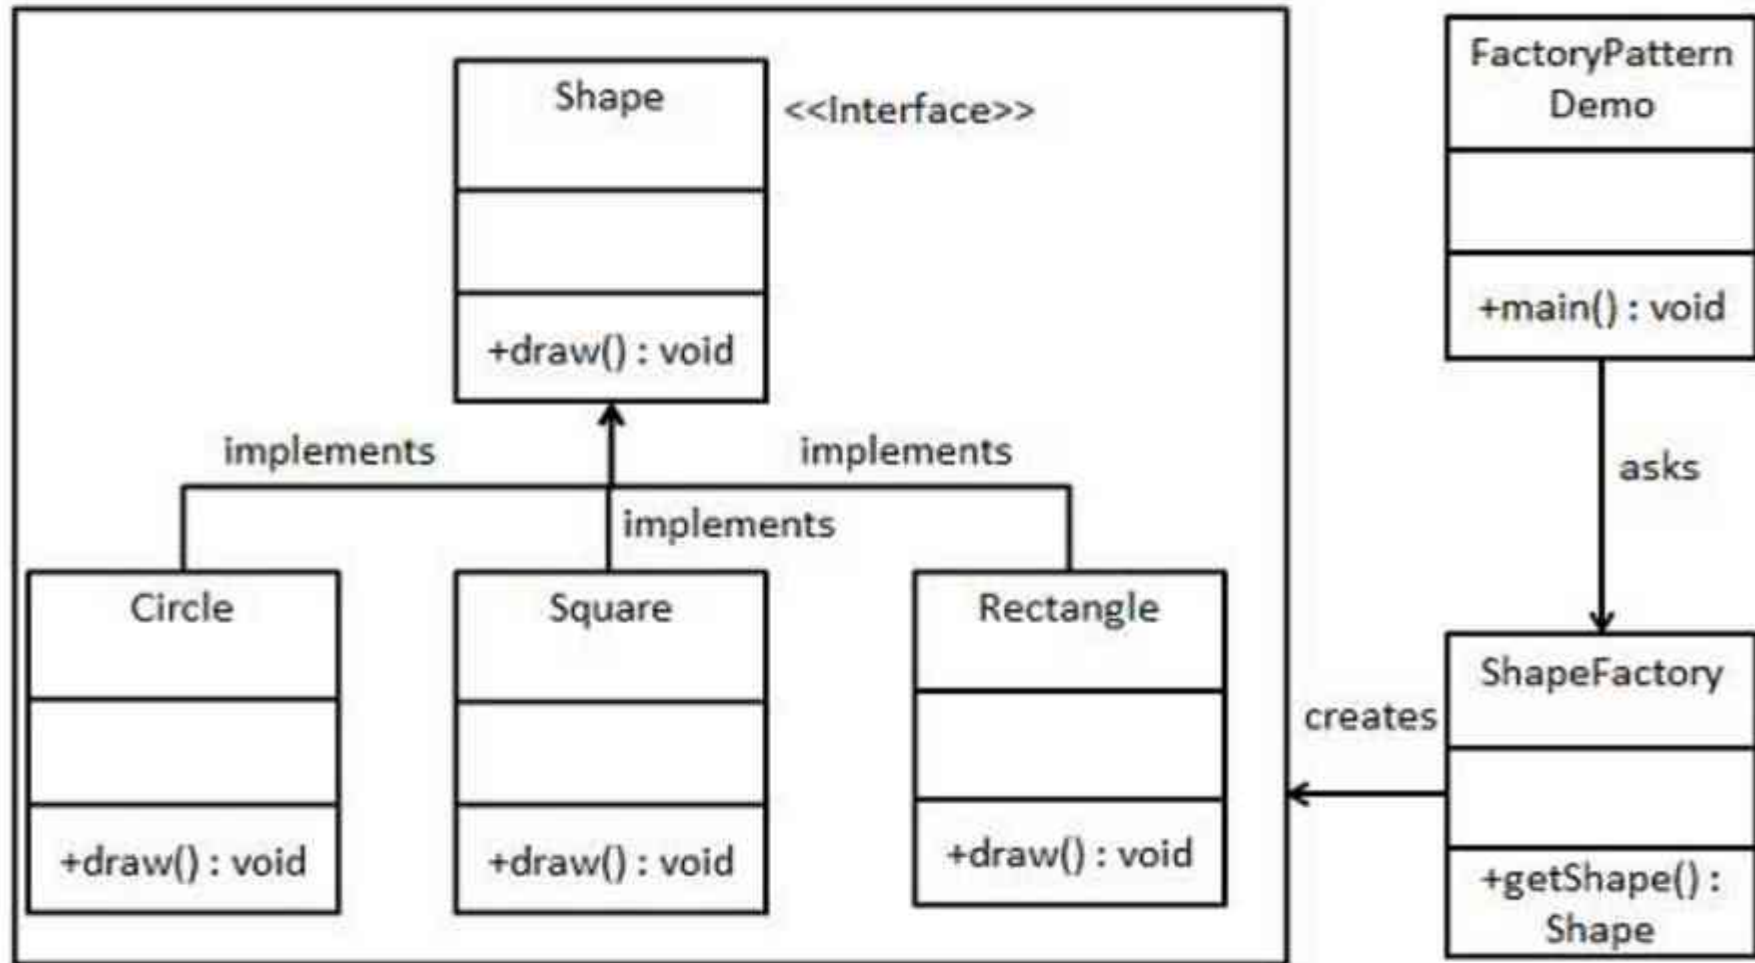 Shape
<<Interface>>
+draw() : void
FactoryPattern
Demo
+main() : void
implements
implements
implements
asks
Circle
+draw() : void
Square
+draw() : void
Rectangle
+draw() : void
creates
ShapeFactory
+getShape() :
Shape